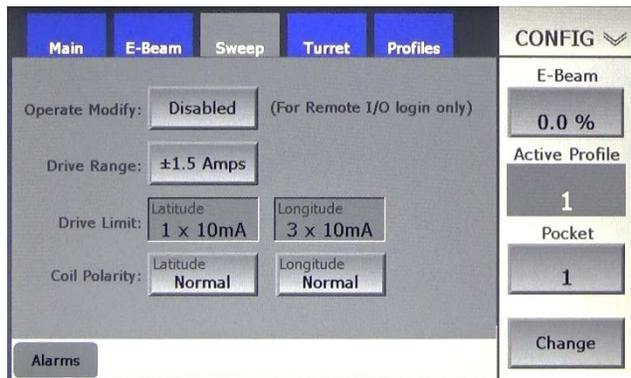 Main E-Beam Sweep Turret Profiles
CONFIG
Operate Modify: Disabled (For Remote I/O login only)
Drive Range: ±1.5 Amps
Drive Limit: Latitude 1 x 10mA Longitude 3 x 10mA
Coil Polarity: Latitude Normal Longitude Normal
Alarms
E-Beam
0.0 %
Active Profile
1
Pocket
1
Change